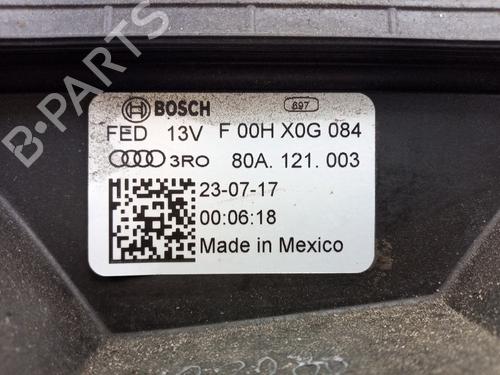 BOSCH 697
FED 13V F 00H X0G 084
3RO 80A. 121. 003
23-07-17
00:06:18
Made in Mexico
B-PARTS